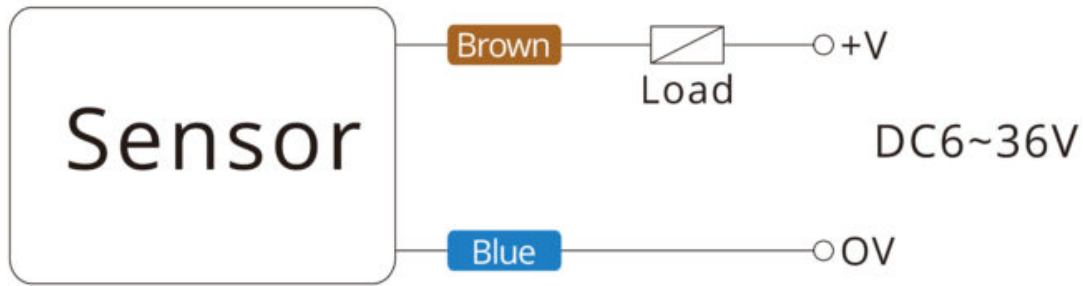 Brown
+V
Load
Sensor
DC6~36V
Blue
OV